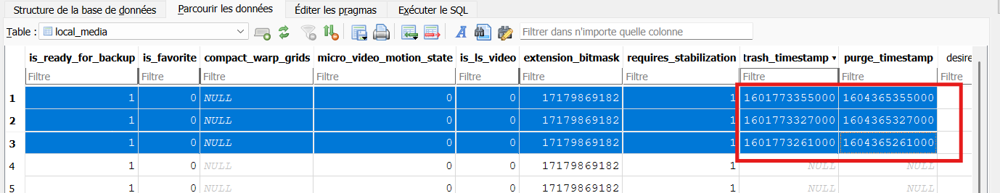 Structure de la base de données Parcourir les données Éditer les pragmas Exécuter le SQL
Table : local_media Filtrer dans n'importe quelle colonne
is_ready_for_backup is_favorite compact_warp_grids micro_video_motion_state is_ls_video extension_bitmask requires_stabilization trash_timestamp purge_timestamp desire
Filtre Filtre Filtre Filtre Filtre Filtre Filtre Filtre Filtre Filtre
1 1 0 NULL 0 0 17179869182 1 1601773355000 1604365355000
2 1 0 NULL 0 0 17179869182 1 1601773327000 1604365327000
3 1 0 NULL 0 0 17179869182 1 1601773261000 1604365261000
4 1 0 NULL 0 0 17179869182 1 NULL NULL
5 1 0 NULL 0 0 17179869182 1 NULL NULL